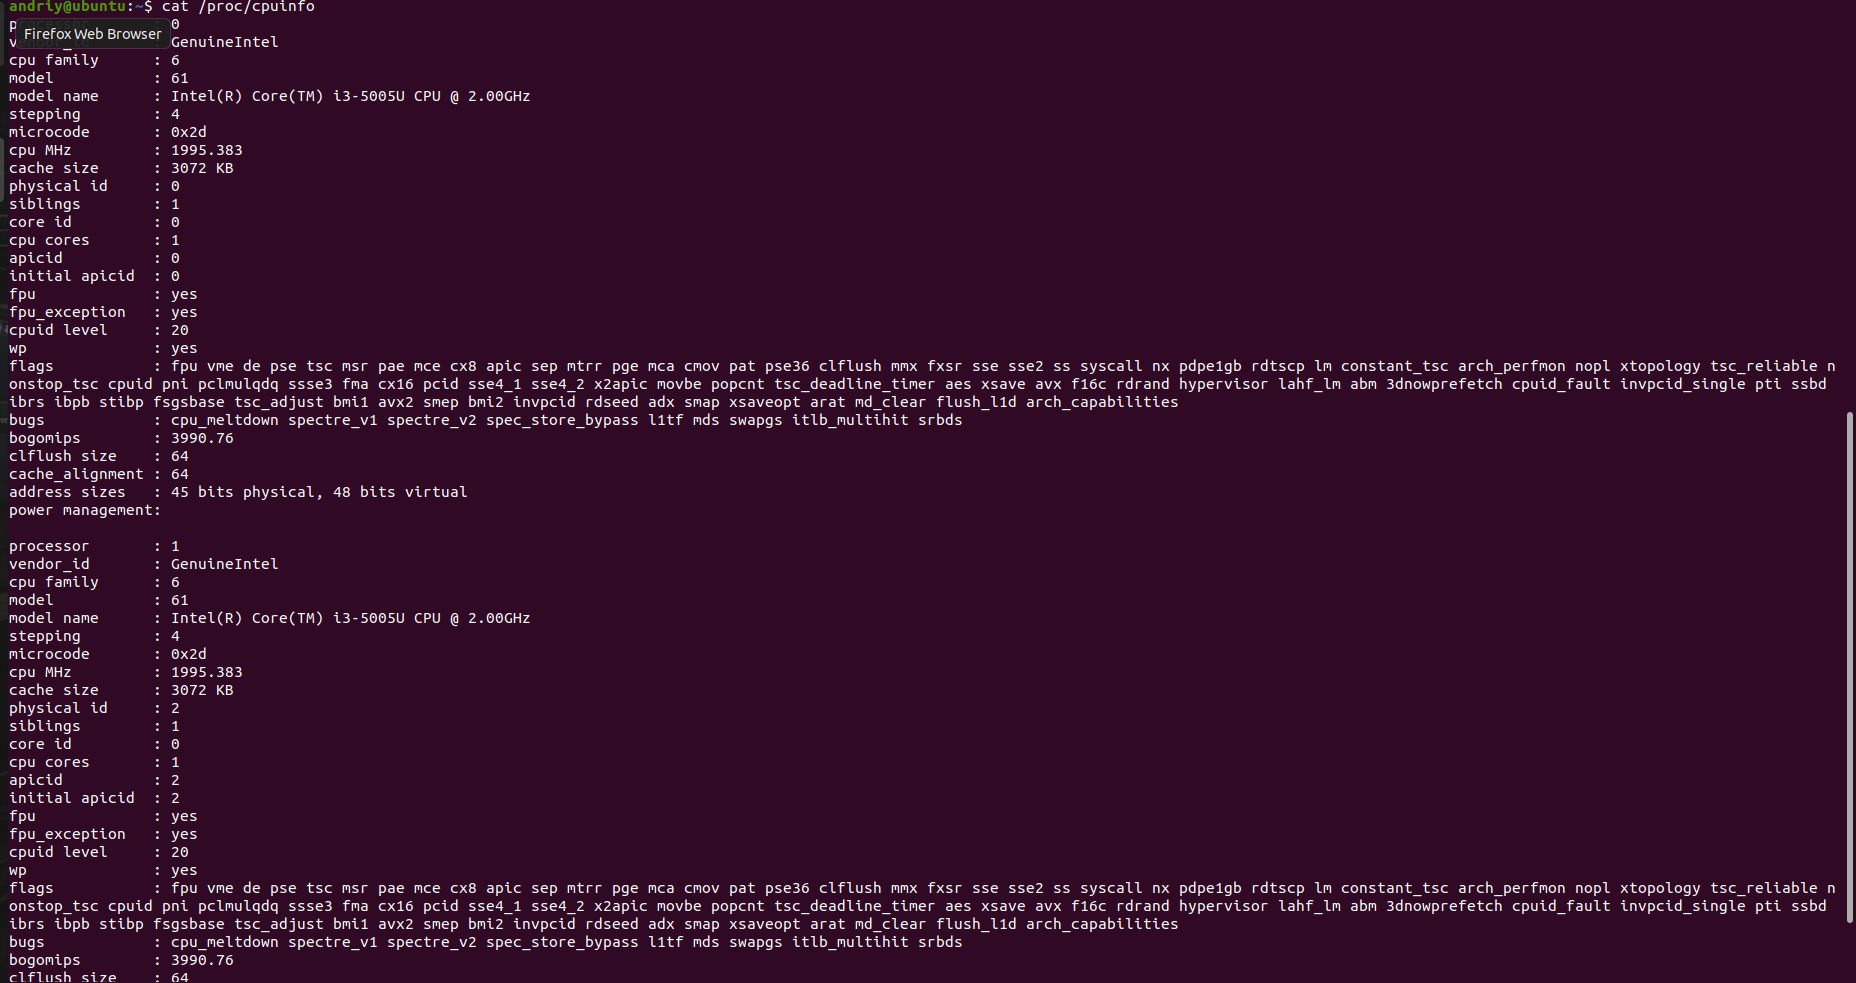 andriy@ubuntu:~$ cat /proc/cpuinfo
processor : 0
Firefox Web Browser
vendor_id : GenuineIntel
cpu family : 6
model : 61
model name : Intel(R) Core(TM) i3-5005U CPU @ 2.00GHz
stepping : 4
microcode : 0x2d
cpu MHz : 1995.383
cache size : 3072 KB
physical id : 0
siblings : 1
core id : 0
cpu cores : 1
apicid : 0
initial apicid : 0
fpu : yes
fpu_exception : yes
cpuid level : 20
wp : yes
flags : fpu vme de pse tsc msr pae mce cx8 apic sep mtrr pge mca cmov pat pse36 clflush mmx fxsr sse sse2 ss syscall nx pdpe1gb rdtscp lm constant_tsc arch_perfmon nopl xtopology tsc_reliable n
onstop_tsc cpuid pni pclmulqdq ssse3 fma cx16 pcid sse4_1 sse4_2 x2apic movbe popcnt tsc_deadline_timer aes xsave avx f16c rdrand hypervisor lahf_lm abm 3dnowprefetch cpuid_fault invpcid_single pti ssbd
ibrs ibpb stibp fsgsbase tsc_adjust bmi1 avx2 smep bmi2 invpcid rdseed adx smap xsaveopt arat md_clear flush_l1d arch_capabilities
bugs : cpu_meltdown spectre_v1 spectre_v2 spec_store_bypass l1tf mds swapgs itlb_multihit srbds
bogomips : 3990.76
clflush size : 64
cache_alignment : 64
address sizes : 45 bits physical, 48 bits virtual
power management:
processor : 1
vendor_id : GenuineIntel
cpu family : 6
model : 61
model name : Intel(R) Core(TM) i3-5005U CPU @ 2.00GHz
stepping : 4
microcode : 0x2d
cpu MHz : 1995.383
cache size : 3072 KB
physical id : 2
siblings : 1
core id : 0
cpu cores : 1
apicid : 2
initial apicid : 2
fpu : yes
fpu_exception : yes
cpuid level : 20
wp : yes
flags : fpu vme de pse tsc msr pae mce cx8 apic sep mtrr pge mca cmov pat pse36 clflush mmx fxsr sse sse2 ss syscall nx pdpe1gb rdtscp lm constant_tsc arch_perfmon nopl xtopology tsc_reliable n
onstop_tsc cpuid pni pclmulqdq ssse3 fma cx16 pcid sse4_1 sse4_2 x2apic movbe popcnt tsc_deadline_timer aes xsave avx f16c rdrand hypervisor lahf_lm abm 3dnowprefetch cpuid_fault invpcid_single pti ssbd
ibrs ibpb stibp fsgsbase tsc_adjust bmi1 avx2 smep bmi2 invpcid rdseed adx smap xsaveopt arat md_clear flush_l1d arch_capabilities
bugs : cpu_meltdown spectre_v1 spectre_v2 spec_store_bypass l1tf mds swapgs itlb_multihit srbds
bogomips : 3990.76
clflush size : 64